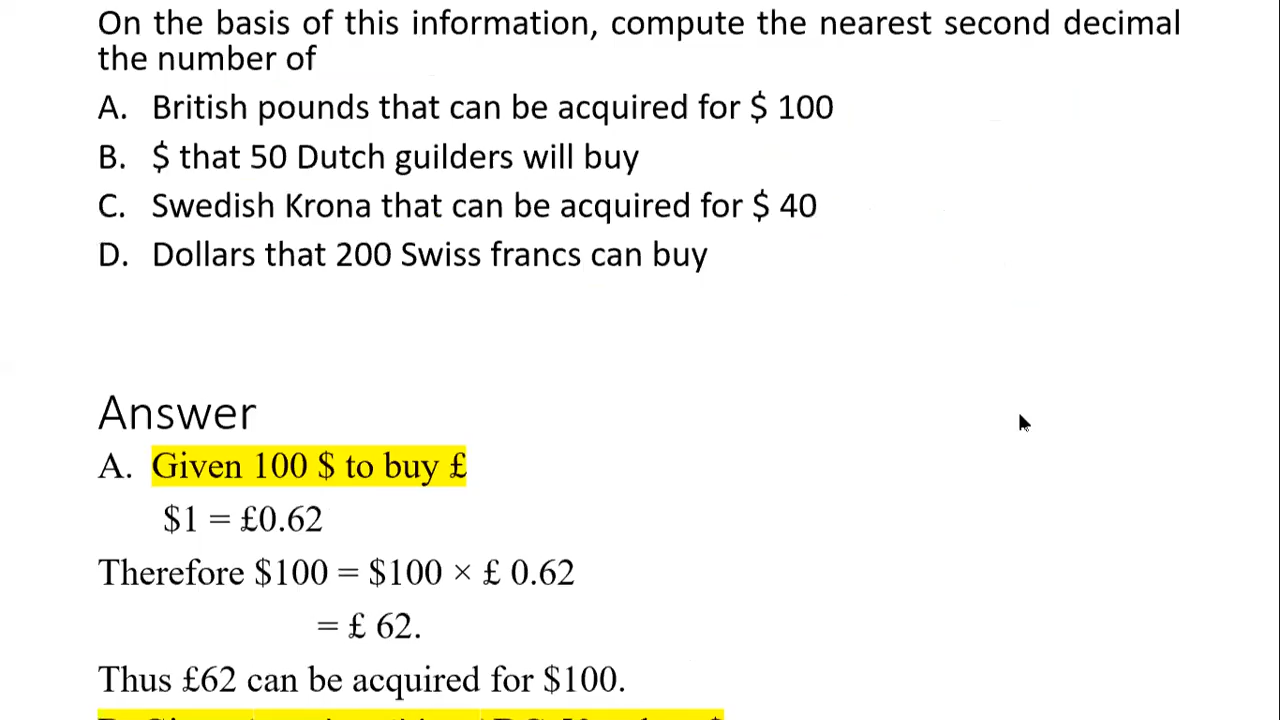 On the basis of this information, compute the nearest second decimal
the number of
A. British pounds that can be acquired for $ 100
B. $ that 50 Dutch guilders will buy
C. Swedish Krona that can be acquired for $ 40
D. Dollars that 200 Swiss francs can buy
Answer
A. Given 100 $ to buy £
$1 = £0.62
Therefore $100 = $100 × £ 0.62
= £ 62.
Thus £62 can be acquired for $100.